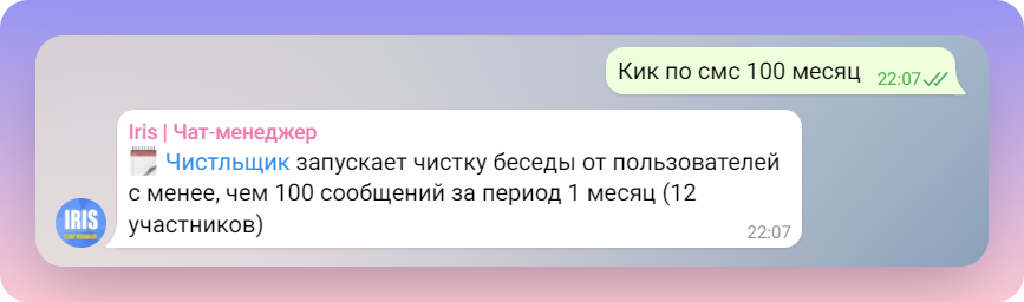 Кик по смс 100 месяц 22:07
Iris | Чат-менеджер
Чистльщик запускает чистку беседы от пользователей
с менее, чем 100 сообщений за период 1 месяц (12
участников)
22:07
IRIS